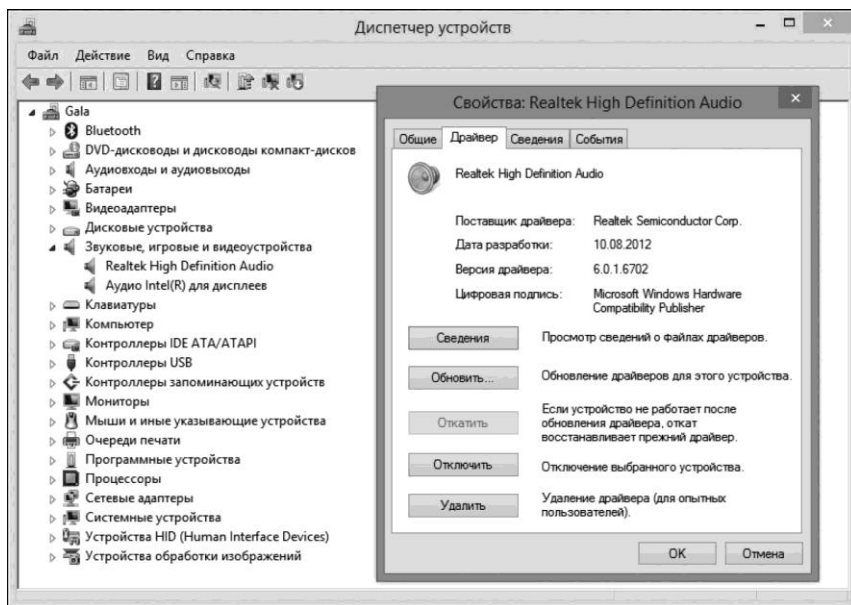 Диспетчер устройств
Файл Действие Вид Справка
Gala
Bluetooth
DVD-дисководы и дисководы компакт-дисков
Аудиовходы и аудиовыходы
Батареи
Видеоадаптеры
Дисковые устройства
Звуковые, игровые и видеоустройства
Realtek High Definition Audio
Аудио Intel(R) для дисплеев
Клавиатуры
Компьютер
Контроллеры IDE ATA/ATAPI
Контроллеры USB
Контроллеры запоминающих устройств
Мониторы
Мыши и иные указывающие устройства
Очереди печати
Программные устройства
Процессоры
Сетевые адаптеры
Системные устройства
Устройства HID (Human Interface Devices)
Устройства обработки изображений
Свойства: Realtek High Definition Audio
Общие Драйвер Сведения События
Realtek High Definition Audio
Поставщик драйвера: Realtek Semiconductor Corp.
Дата разработки: 10.08.2012
Версия драйвера: 6.0.1.6702
Цифровая подпись: Microsoft Windows Hardware
Compatibility Publisher
Сведения Просмотр сведений о файлах драйверов.
Обновить... Обновление драйверов для этого устройства.
Откатить Если устройство не работает после
обновления драйвера, откат
восстанавливает прежний драйвер.
Отключить Отключение выбранного устройства.
Удалить Удаление драйвера (для опытных
пользователей).
OK Отмена